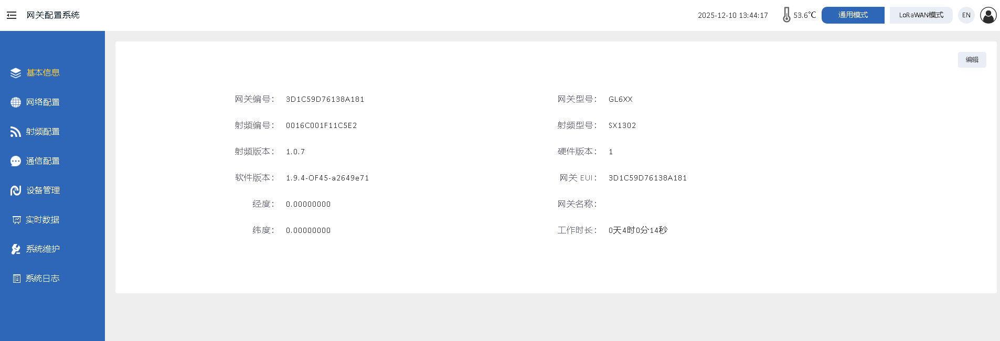 网关配置系统
2025-12-10 13:44:17
53.6℃
通用模式
LoRaWAN模式
EN
基本信息
网络配置
射频配置
通信配置
设备管理
实时数据
系统维护
系统日志
编辑
网关编号： 3D1C59D76138A181
网关型号： GL6XX
射频编号： 0016C001F11C5E2
射频型号： SX1302
射频版本： 1.0.7
硬件版本： 1
软件版本： 1.9.4-OF45-a2649e71
网关 EUI： 3D1C59D76138A181
经度： 0.00000000
网关名称：
纬度： 0.00000000
工作时长： 0天4时0分14秒